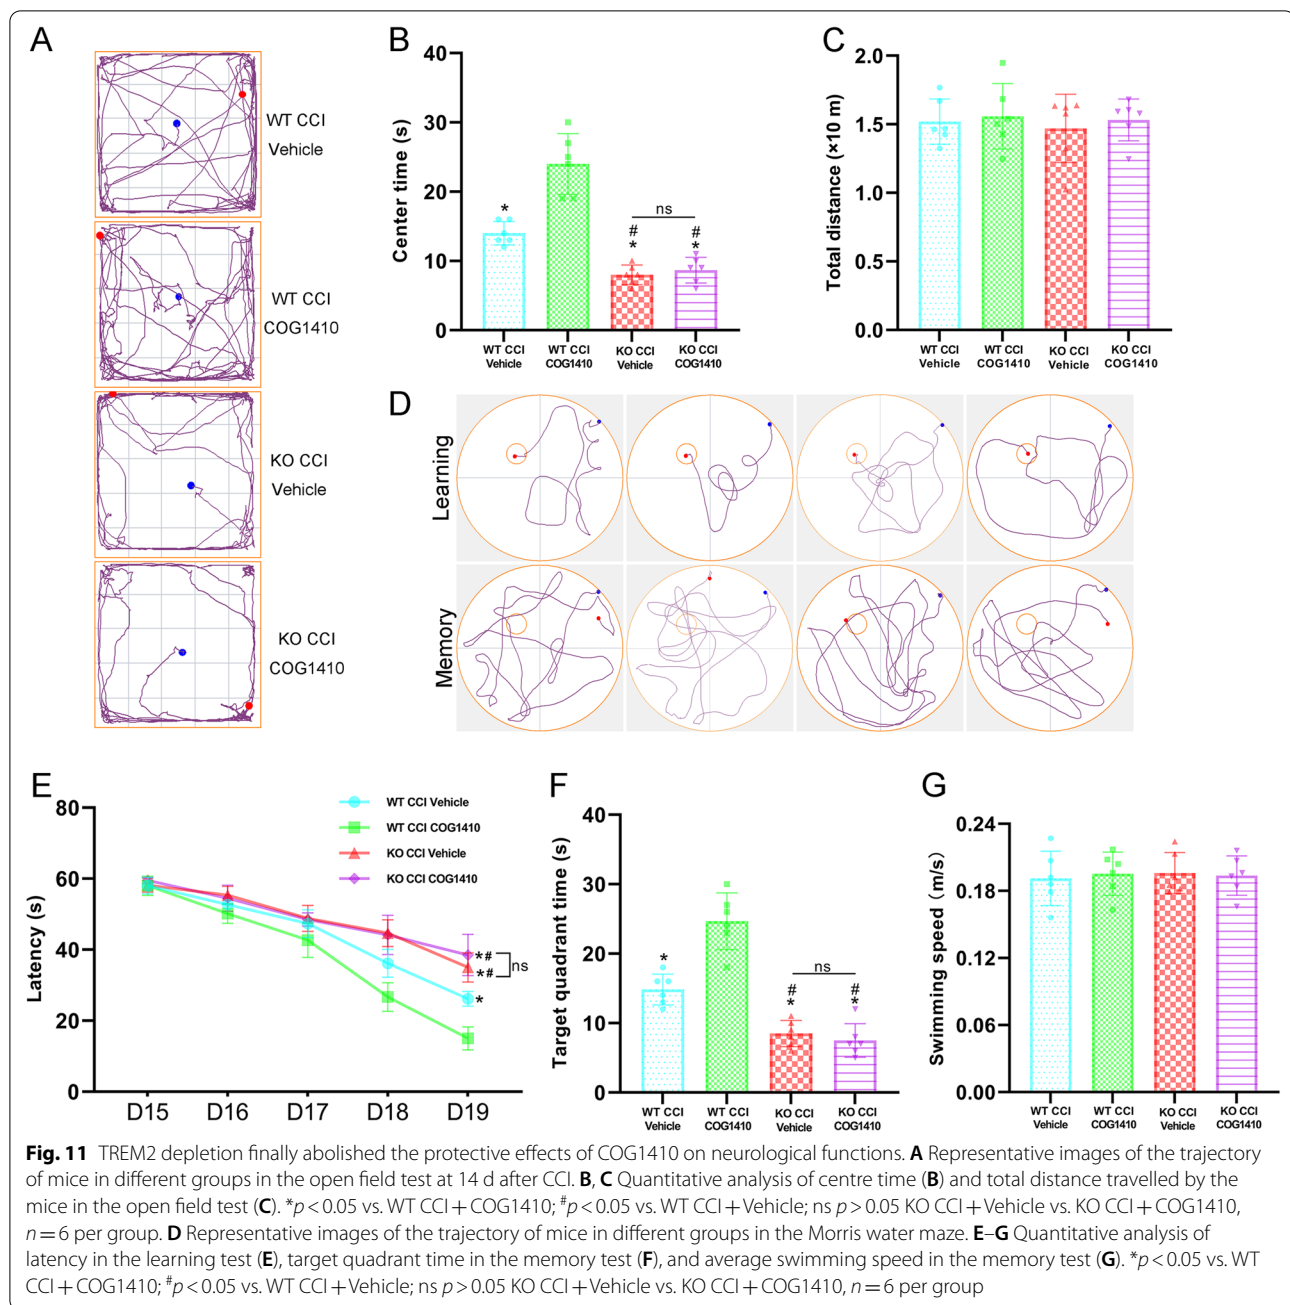 A
WT CCI
Vehicle
WT CCI
COG1410
KO CCI
Vehicle
KO CCI
COG1410
B
Center time (s)
40
30
20
10
0
*
#
*
ns
#
*
WT CCI
Vehicle
WT CCI
COG1410
KO CCI
Vehicle
KO CCI
COG1410
C
Total distance (×10 m)
2.0
1.5
1.0
0.5
0.0
WT CCI
Vehicle
WT CCI
COG1410
KO CCI
Vehicle
KO CCI
COG1410
D
Learning
Memory
E
Latency (s)
80
60
40
20
0
WT CCI Vehicle
WT CCI COG1410
KO CCI Vehicle
KO CCI COG1410
*#
*#
ns
*
D15
D16
D17
D18
D19
F
Target quadrant time (s)
40
30
20
10
0
*
#
*
ns
#
*
WT CCI
Vehicle
WT CCI
COG1410
KO CCI
Vehicle
KO CCI
COG1410
G
Swimming speed (m/s)
0.24
0.18
0.12
0.06
0.00
WT CCI
Vehicle
WT CCI
COG1410
KO CCI
Vehicle
KO CCI
COG1410
Fig. 11 TREM2 depletion finally abolished the protective effects of COG1410 on neurological functions. A Representative images of the trajectory
of mice in different groups in the open field test at 14 d after CCI. B, C Quantitative analysis of centre time (B) and total distance travelled by the
mice in the open field test (C). *p < 0.05 vs. WT CCI + COG1410; #p < 0.05 vs. WT CCI + Vehicle; ns p > 0.05 KO CCI + Vehicle vs. KO CCI + COG1410,
n = 6 per group. D Representative images of the trajectory of mice in different groups in the Morris water maze. E–G Quantitative analysis of
latency in the learning test (E), target quadrant time in the memory test (F), and average swimming speed in the memory test (G). *p < 0.05 vs. WT
CCI + COG1410; #p < 0.05 vs. WT CCI + Vehicle; ns p > 0.05 KO CCI + Vehicle vs. KO CCI + COG1410, n = 6 per group